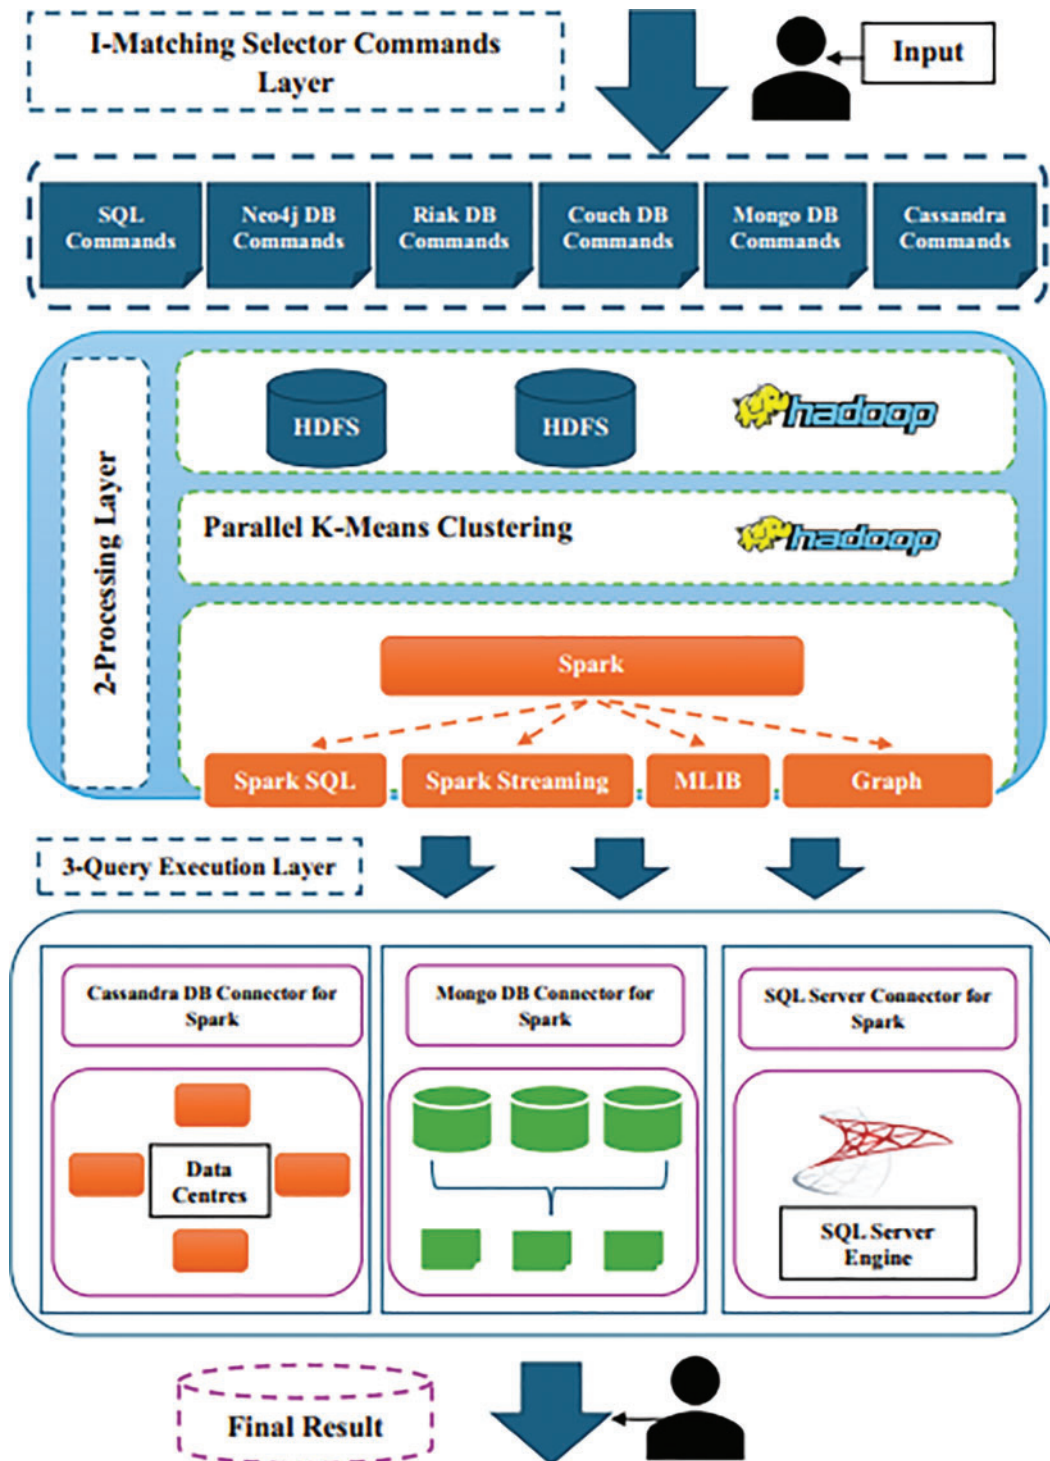 I-Matching Selector Commands
Layer
Input
SQL
Commands
Neo4j DB
Commands
Riak DB
Commands
Couch DB
Commands
Mongo DB
Commands
Cassandra
Commands
2-Processing Layer
HDFS
HDFS
hadoop
Parallel K-Means Clustering
hadoop
Spark
Spark SQL
Spark Streaming
MLIB
Graph
3-Query Execution Layer
Cassandra DB Connector for
Spark
Mongo DB Connector for
Spark
SQL Server Connector for
Spark
Data
Centres
SQL Server
Engine
Final Result